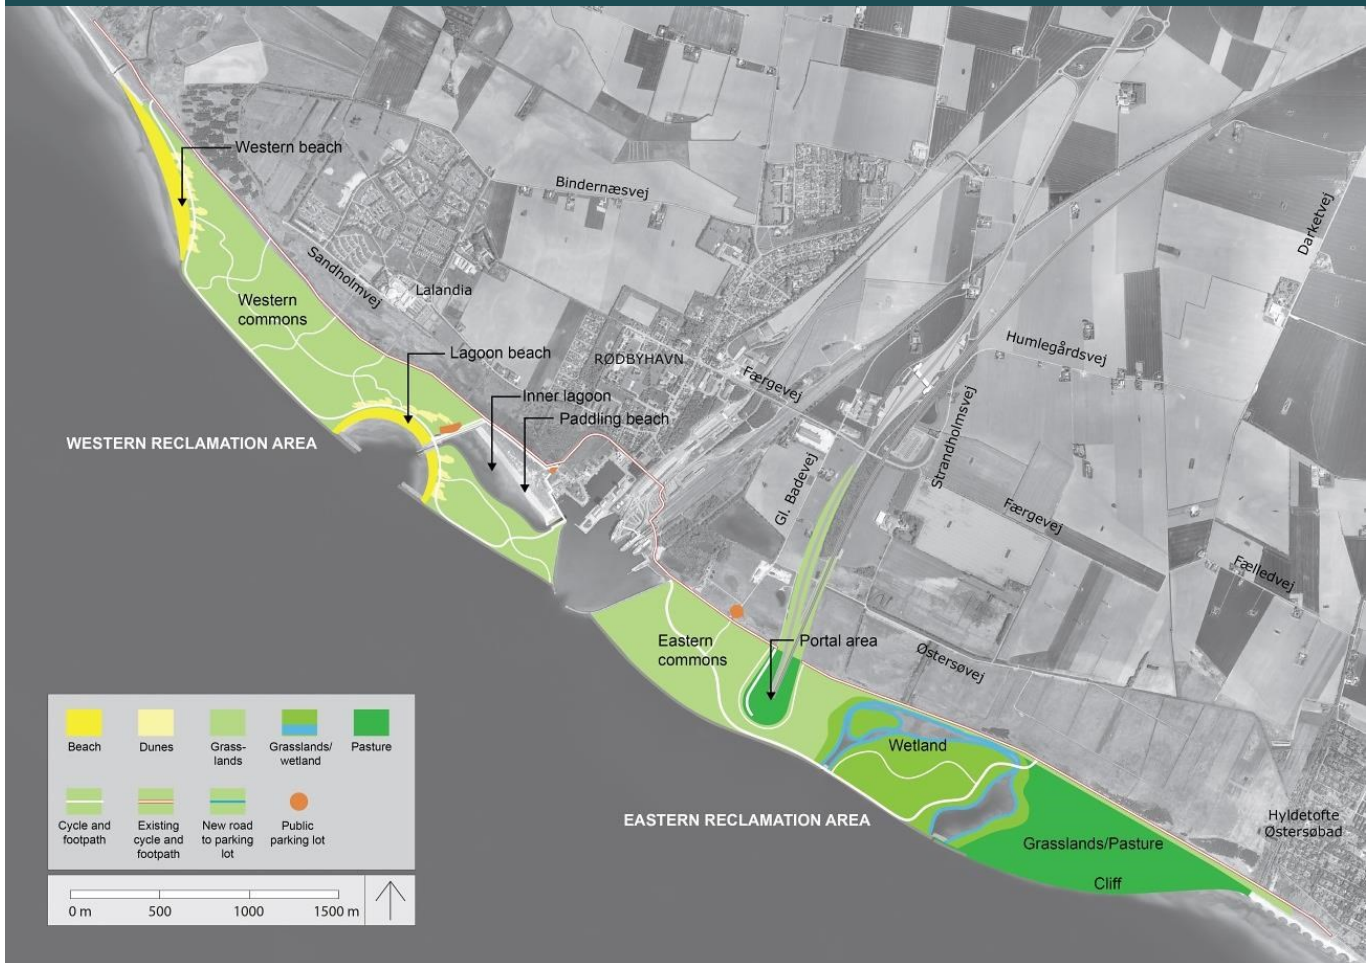 Western beach
Bindernæsvej
Darketvej
Sandholmvej
Lalandia
Western
commons
Lagoon beach
RØDBYHAVN
Humlegårdsvej
Færgevej
Inner lagoon
Paddling beach
Strandholmsvej
WESTERN RECLAMATION AREA
Gl. Badevej
Færgevej
Fælledvej
Eastern
commons
Portal area
Østersøvej
Wetland
EASTERN RECLAMATION AREA
Hyldetofte
Østersøbad
Grasslands/Pasture
Cliff
Beach
Dunes
Grass-
lands
Grasslands/
wetland
Pasture
Cycle and
footpath
Existing
cycle and
footpath
New road
to parking
lot
Public
parking lot
0 m 500 1000 1500 m